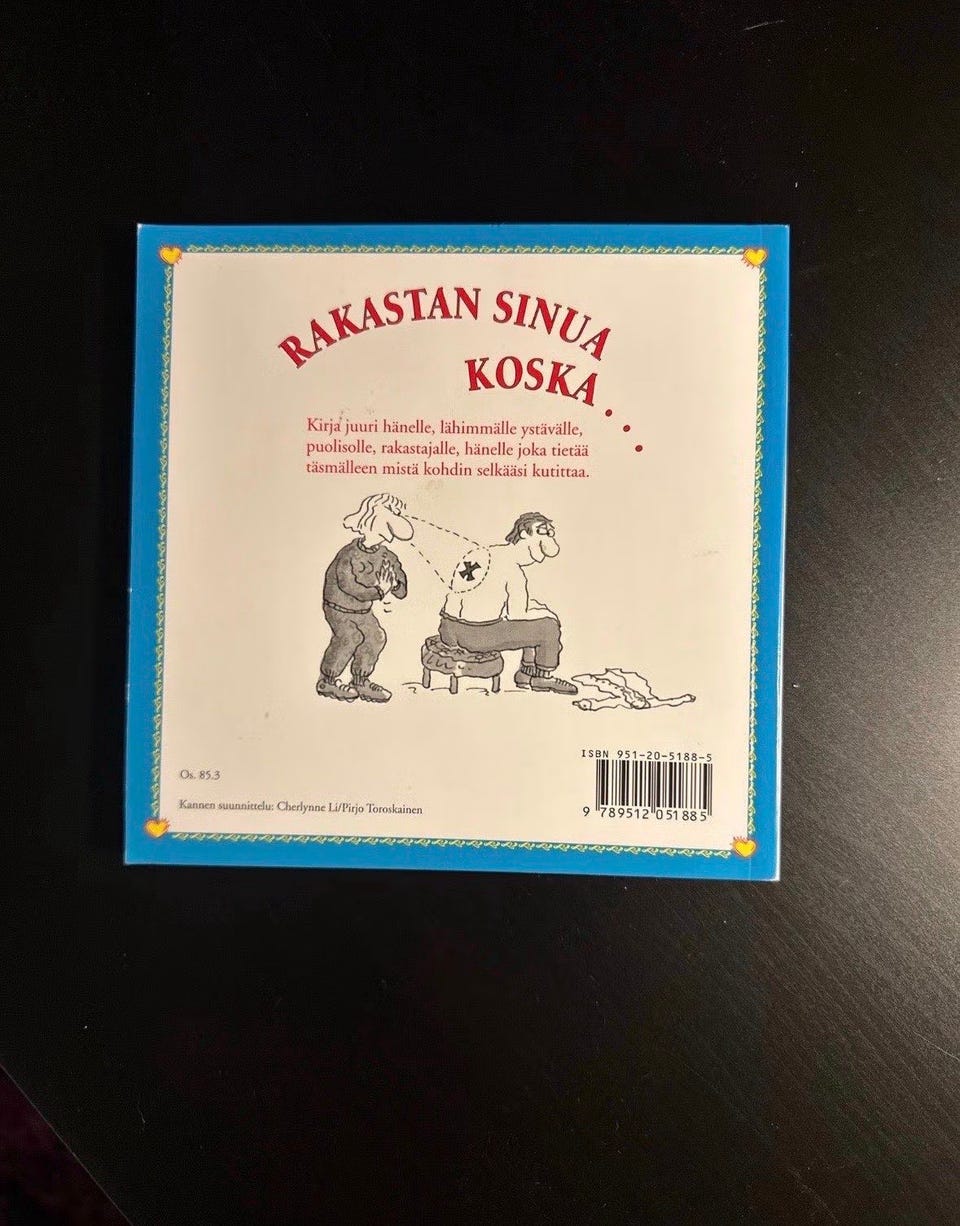 RAKASTAN SINUA
KOSKA...
Kirja juuri hänelle, lähimmälle ystävälle,
puolisolle, rakastajalle, hänelle joka tietää
täsmälleen mistä kohdin selkääsi kutittaa.
ISBN 951-20-5188-5
9 789512 051885
Os. 85.3
Kannen suunnittelu: Cherlynne Li/Pirjo Toroskainen